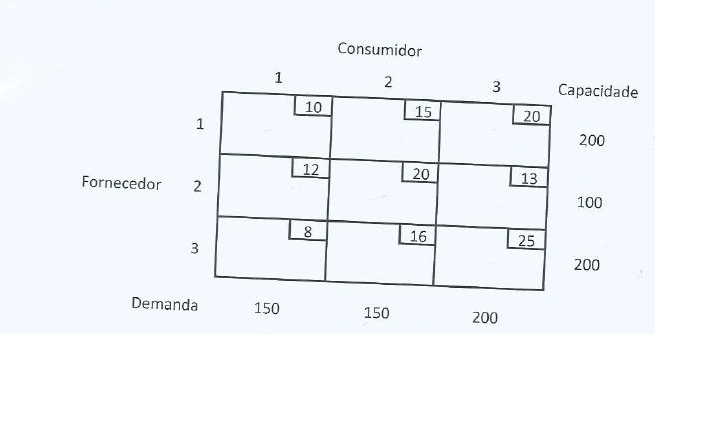 Consumidor
1 2 3 Capacidade
1 10 15 20 200
Fornecedor 2 12 20 13 100
3 8 16 25 200
Demanda 150 150 200